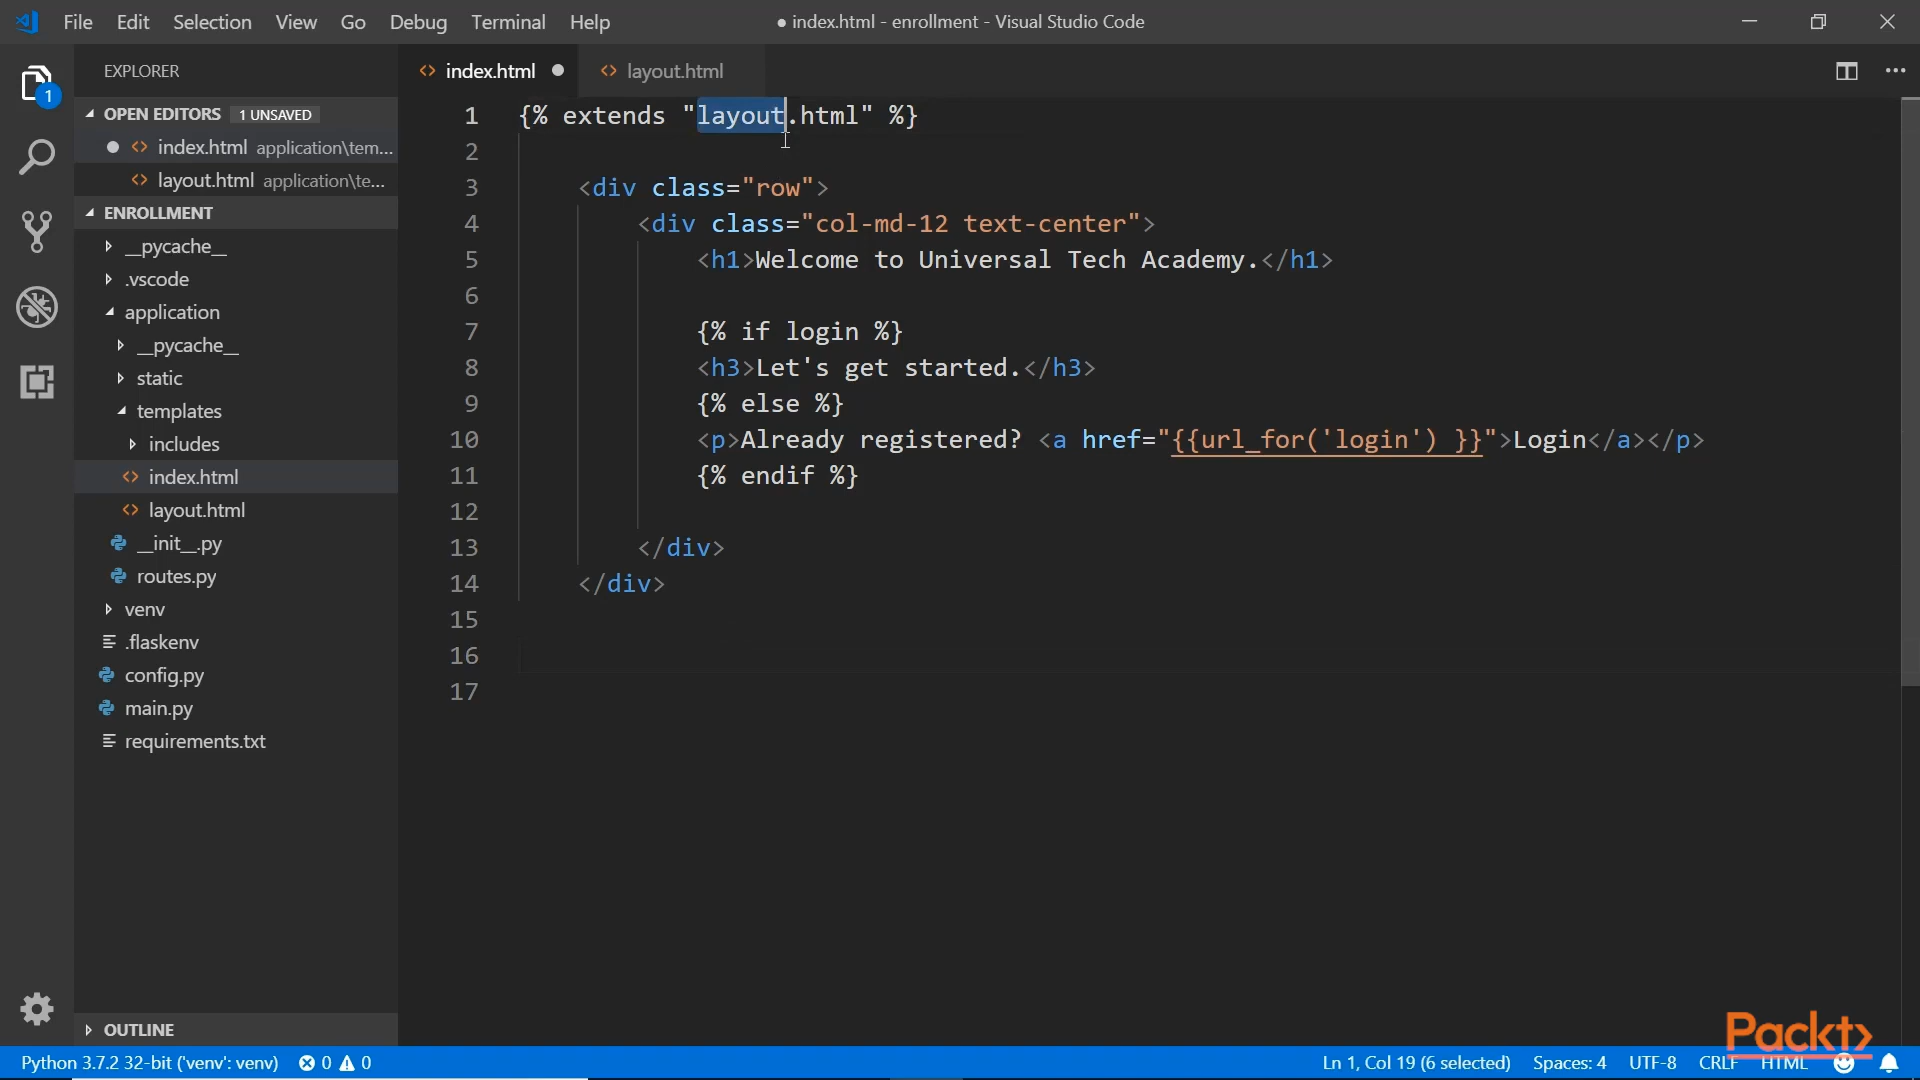 File Edit Selection View Go Debug Terminal Help
● index.html - enrollment - Visual Studio Code
EXPLORER
index.html
layout.html
1
OPEN EDITORS 1 UNSAVED
index.html application\tem...
layout.html application\te...
ENROLLMENT
__pycache__
.vscode
application
__pycache__
static
templates
includes
index.html
layout.html
__init__.py
routes.py
venv
.flaskenv
config.py
main.py
requirements.txt
OUTLINE
1 {% extends "layout.html" %}
2
3 <div class="row">
4 <div class="col-md-12 text-center">
5 <h1>Welcome to Universal Tech Academy.</h1>
6
7 {% if login %}
8 <h3>Let's get started.</h3>
9 {% else %}
10 <p>Already registered? <a href="{{url_for('login') }}">Login</a></p>
11 {% endif %}
12
13 </div>
14 </div>
15
16
17
Packt>
Python 3.7.2 32-bit ('venv': venv) 0 0 Ln 1, Col 19 (6 selected) Spaces: 4 UTF-8 CRLF HTML